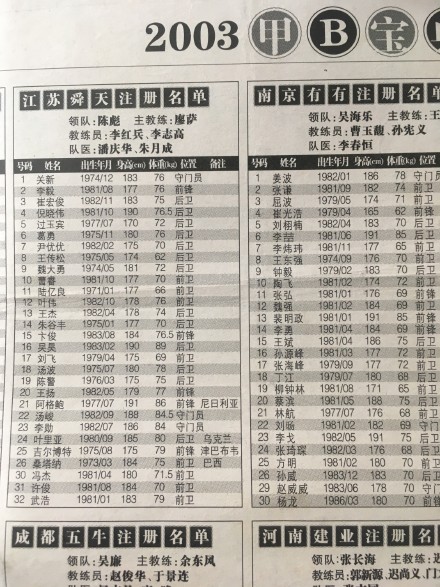 2003 甲 B 宝
江苏舜天注册名单
领队:陈彪 主教练:廖萨
教练员:李红兵、李志高
队医:潘庆华、朱月成
号码 姓名 出生年月 身高(cm) 体重(kg) 位置 备注
1 关新 1974/12 183 76 守门员
2 李毅 1981/08 177 76 前锋
3 崔宏俊 1982/11 183 75 后卫
4 倪晓伟 1981/10 190 76.5 后卫
5 过玉宾 1977/07 170 72 后卫
6 高勇 1975/11 180 76 后卫
7 尹优优 1982/02 175 70 后卫
8 王传松 1975/05 174 62 后卫
9 魏大勇 1974/05 181 72 后卫
10 曹睿 1981/10 177 70 前卫
11 陆亿良 1971/01 177 66 前卫
12 叶伟 1982/10 178 76 前卫
13 王杰 1982/04 178 74 后卫
14 朱谷丰 1975/01 177 70 后卫
15 卞俊 1983/08 184 76.5 前锋
16 吴昊 1983/02 190 89 后卫
17 刘飞 1979/04 175 69 前卫
18 汤波 1975/07 180 78 后卫
19 陈警 1976/03 175 75 后卫
20 王扬 1982/05 179 77 前锋
21 阿格鲍 1977/07 191 86 前锋 尼日利亚
22 汤峻 1982/09 188 84.5 守门员
23 李勋 1982/07 186 84 守门员
24 叶里亚 1980/09 185 80 后卫 乌克兰
25 吉尔博特 1975/08 175 79 前锋 津巴布韦
26 桑塔纳 1973/03 184 75 前卫 巴西
30 冯杰 1981/04 180 71.5 前卫
31 许俊 1981/08 184 70 前卫
32 武浩 1981/01 183 79 前卫
成都五牛注册名单
领队:吴廉 主教练:余东风
教练员:赵俊华、于景连
南京有有注册名单
领队:吴海乐 主教练:王
教练员:曹玉馥、孙宪义
队医:李春恒
号码 姓名 出生年月 身高(cm) 体重(kg) 位置
1 姜波 1982/01 186 78 守门员
2 张谦 1981/09 182 74 前卫
3 屈波 1979/05 174 71 前卫
4 崔光浩 1979/04 165 62 前锋
5 刘栩楠 1982/04 183 70 后卫
6 李喆 1981/06 191 85 后卫
7 李炜玮 1981/11 177 65 前卫
8 王东强 1974/09 176 70 前卫
9 钟毅 1979/02 183 70 后卫
10 陶飞 1981/02 174 72 前卫
11 张弘 1981/01 176 69 前锋
12 魏强 1981/02 184 69 前卫
13 裴明政 1981/01 191 85 前锋
14 李勇 1981/04 184 69 前锋
15 王斌 1981/04 186 75 后卫
16 孙源峰 1981/03 177 72 前卫
17 张海峰 1979/09 177 72 前卫
18 丁江 1979/07 180 68 后卫
19 柳钟林 1981/08 171 65 前卫
20 蔡滨 1981/05 188 75 后卫
21 林航 1977/07 176 68 前卫
22 刘旸 1981/02 182 69 守门
23 李戈 1982/05 191 75 后卫
24 张琦琛 1982/03 176 68 后卫
25 方明 1981/02 180 70 前卫
26 孙威 1983/12 183 80 后卫
29 赵威威 1983/06 178 70 守门
30 杨龙 1986/03 180 70 前卫
河南建业注册名单
领队:张长海 主教练:迟
教练员:郭新源、迟尚义